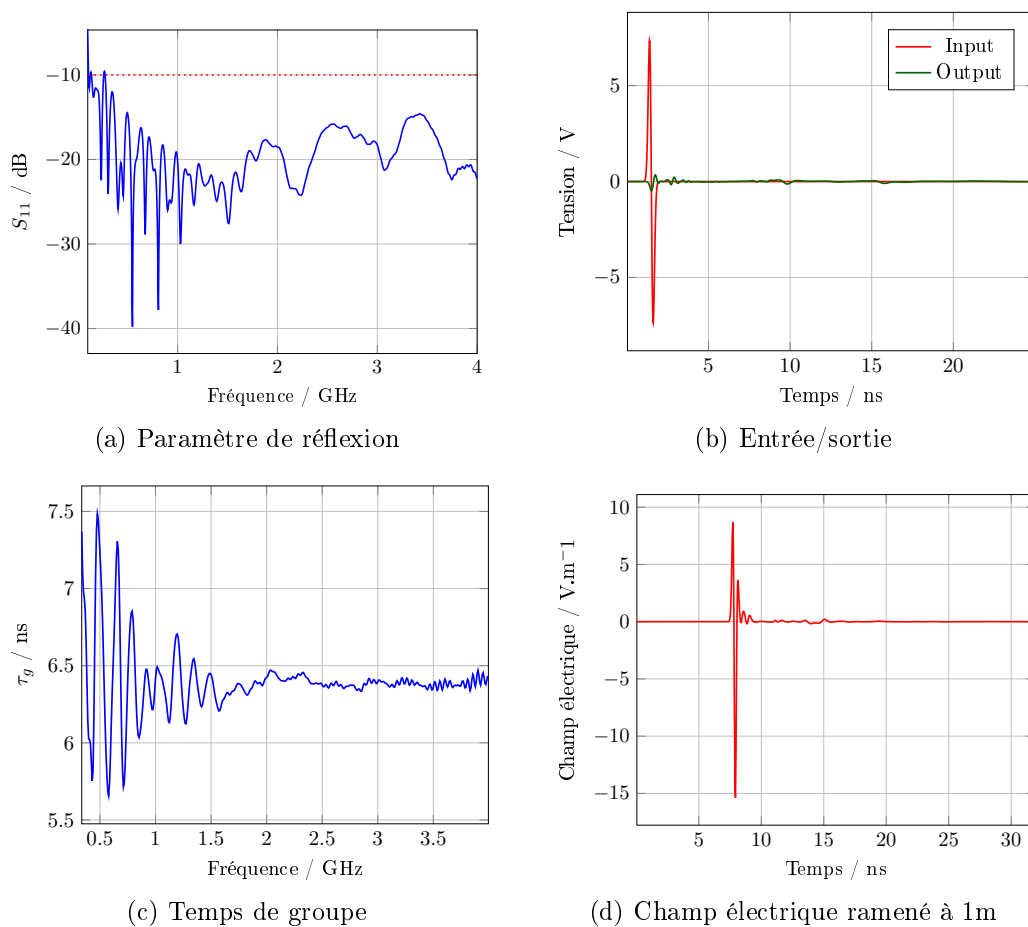 −10
−20
−30
−40
1
2
3
4
S11 / dB
Fréquence / GHz
(a) Paramètre de réflexion
5
0
−5
5
10
15
20
Tension / V
Temps / ns
Input
Output
(b) Entrée/sortie
7.5
7
6.5
6
5.5
0.5
1
1.5
2
2.5
3
3.5
τg / ns
Fréquence / GHz
(c) Temps de groupe
10
5
0
−5
−10
−15
5
10
15
20
25
30
Champ électrique / V.m−1
Temps / ns
(d) Champ électrique ramené à 1m